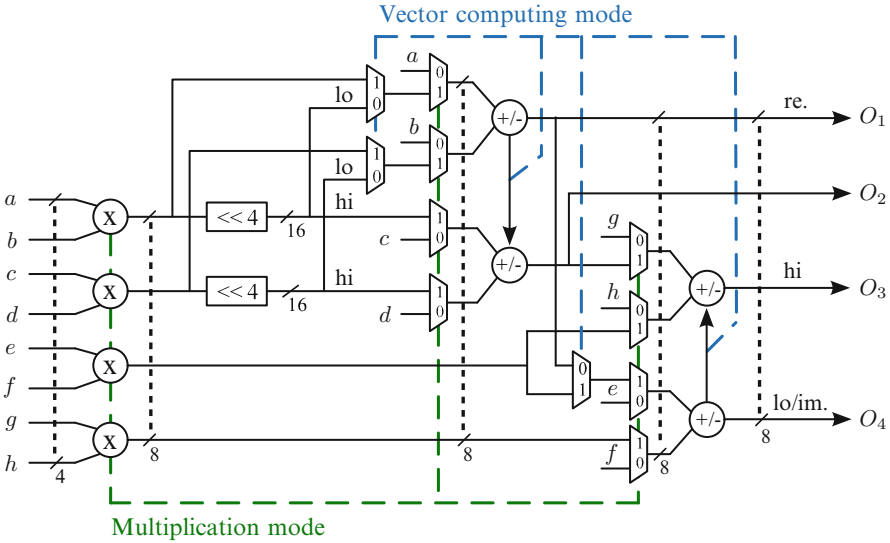 Vector computing mode
a
0
1
1
0
lo
+/-
re.
O1
b
0
1
1
0
lo
O2
a
X
<< 4
16
hi
1
0
g
0
1
b
c
+/-
c
X
<< 4
16
hi
1
0
h
0
1
+/-
hi
O3
d
d
e
X
0
1
1
0
e
f
+/-
lo/im.
O4
g
X
1
0
f
8
h
4
8
8
8
Multiplication mode